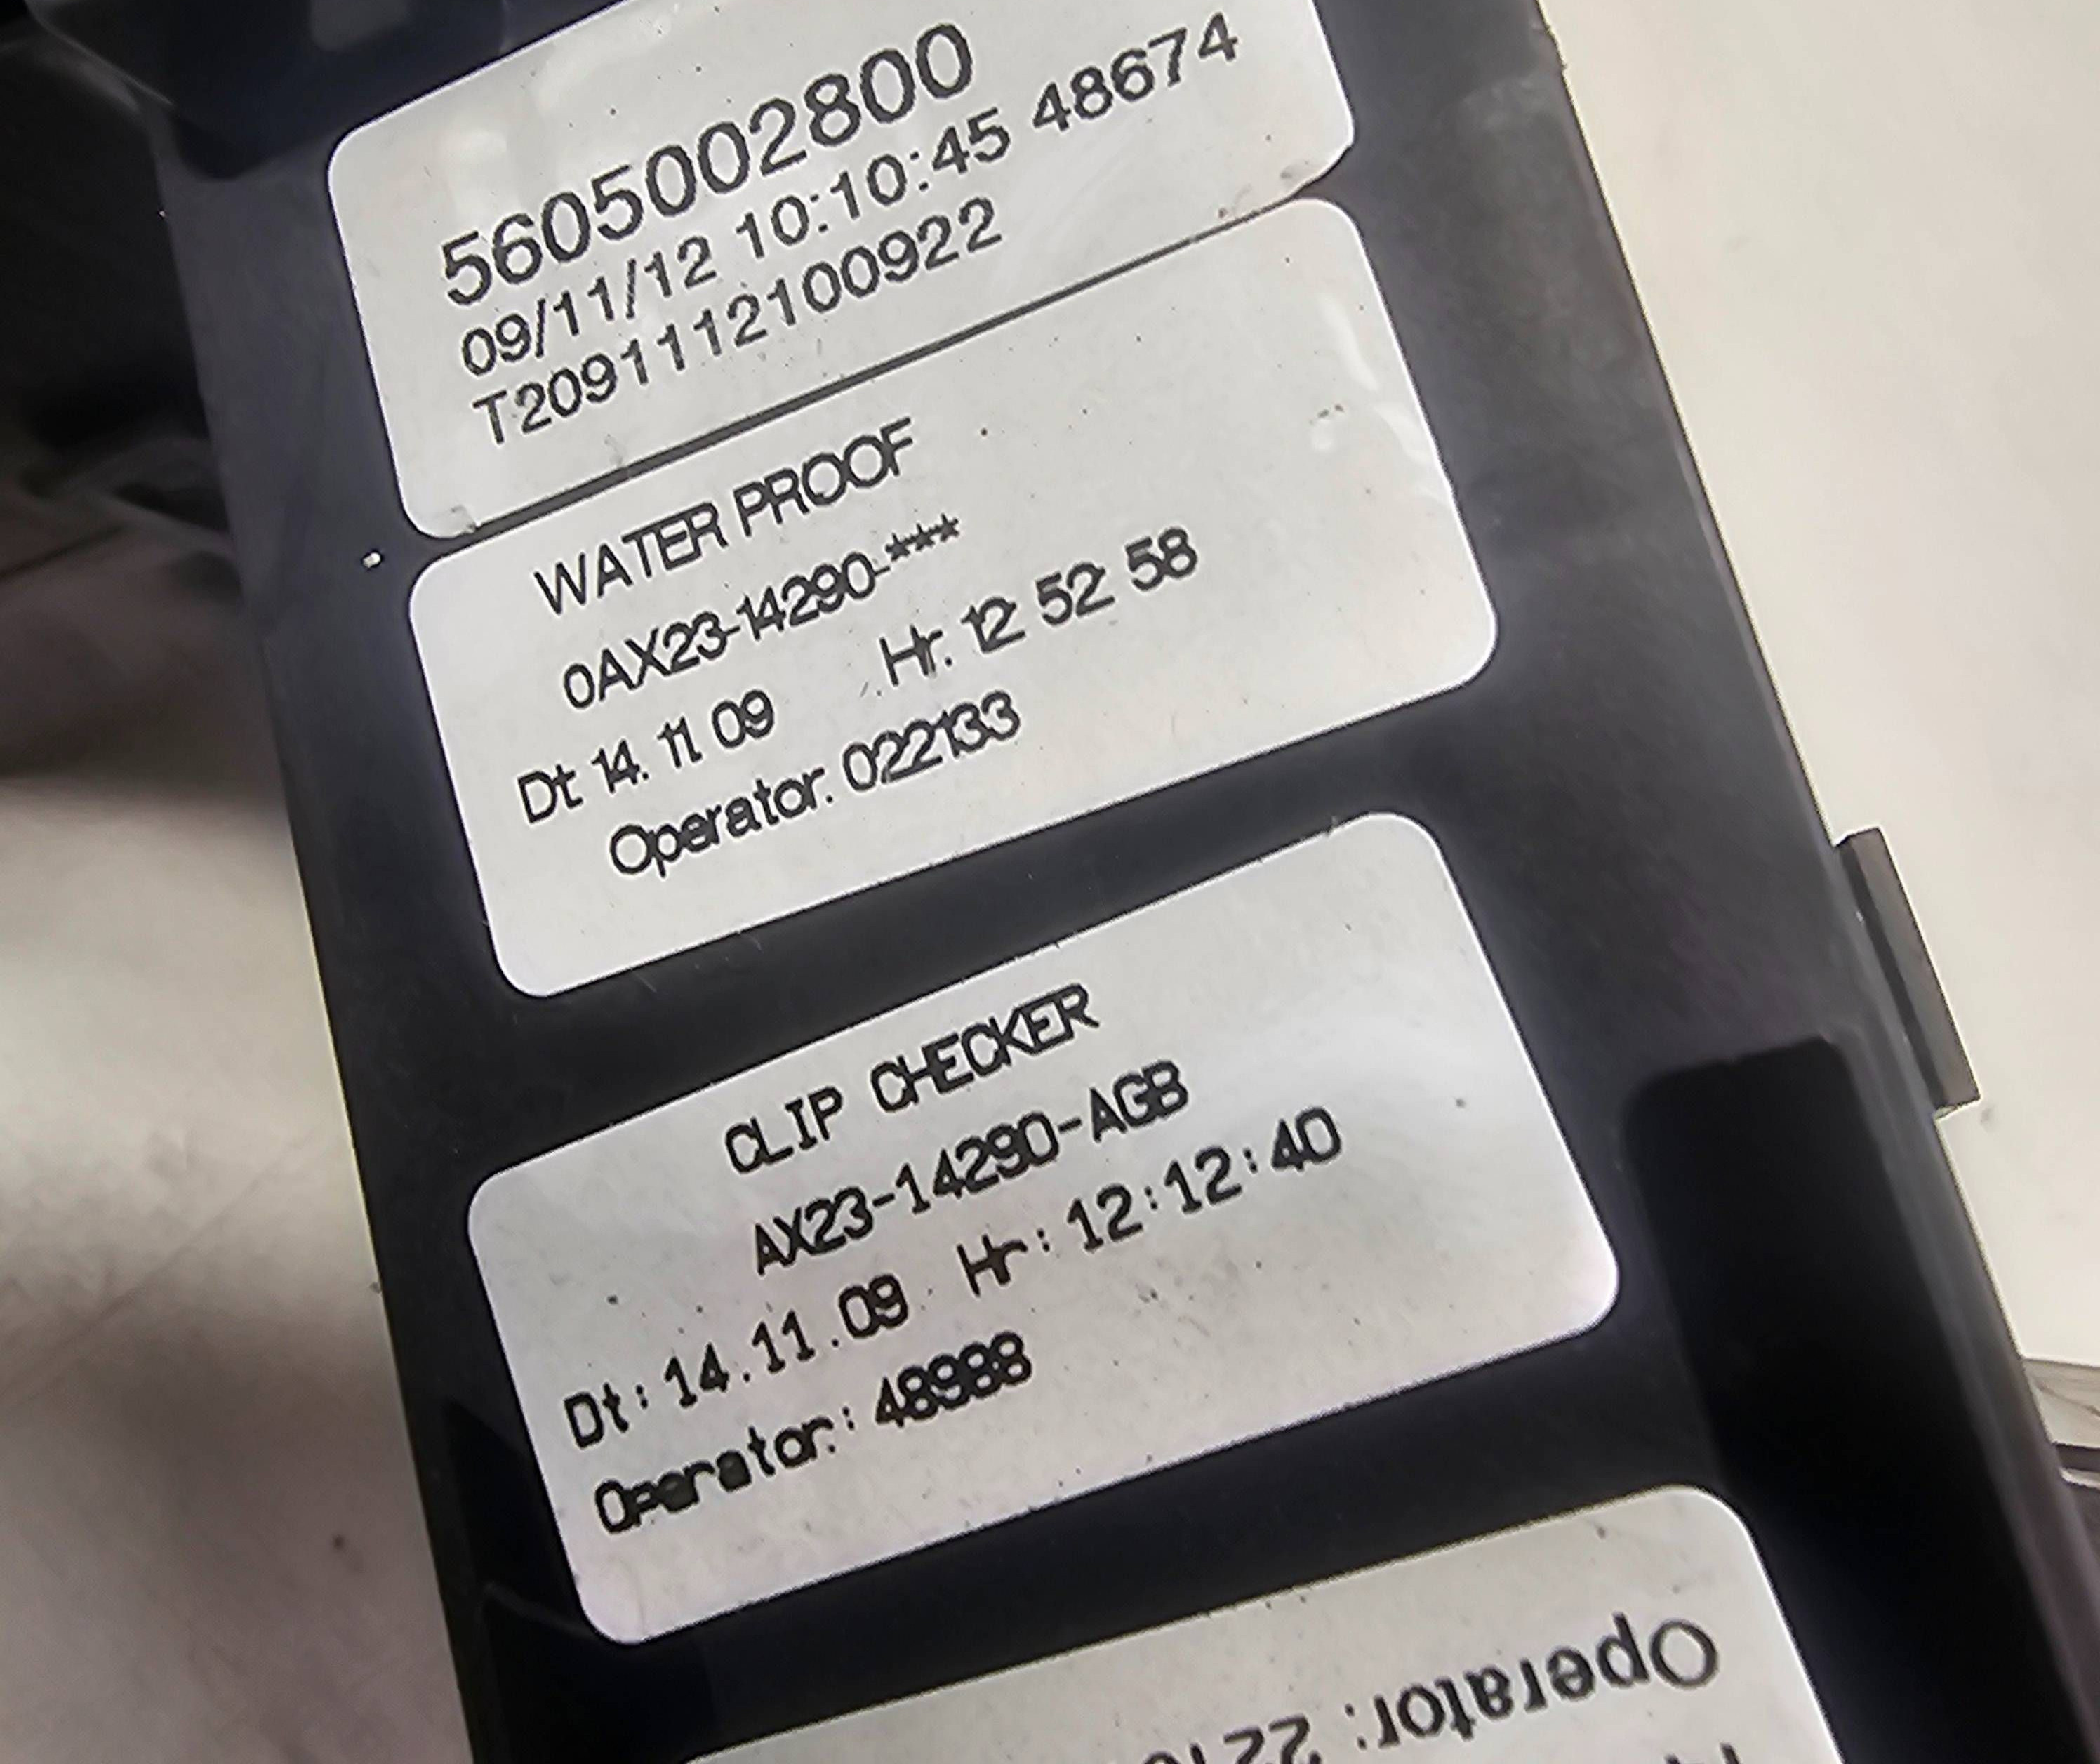 5605002800
09/11/12 10:10:45 48674
T2091112100922
WATER PROOF
0AX23-14290-***
Dt 14. 11 09 Hr. 12 52 58
Operator. 022133
CLIP CHECKER
AX23-14290-AGB
Dt: 14.11.09 Hr: 12:12:40
Operator.: 48988
Operator: